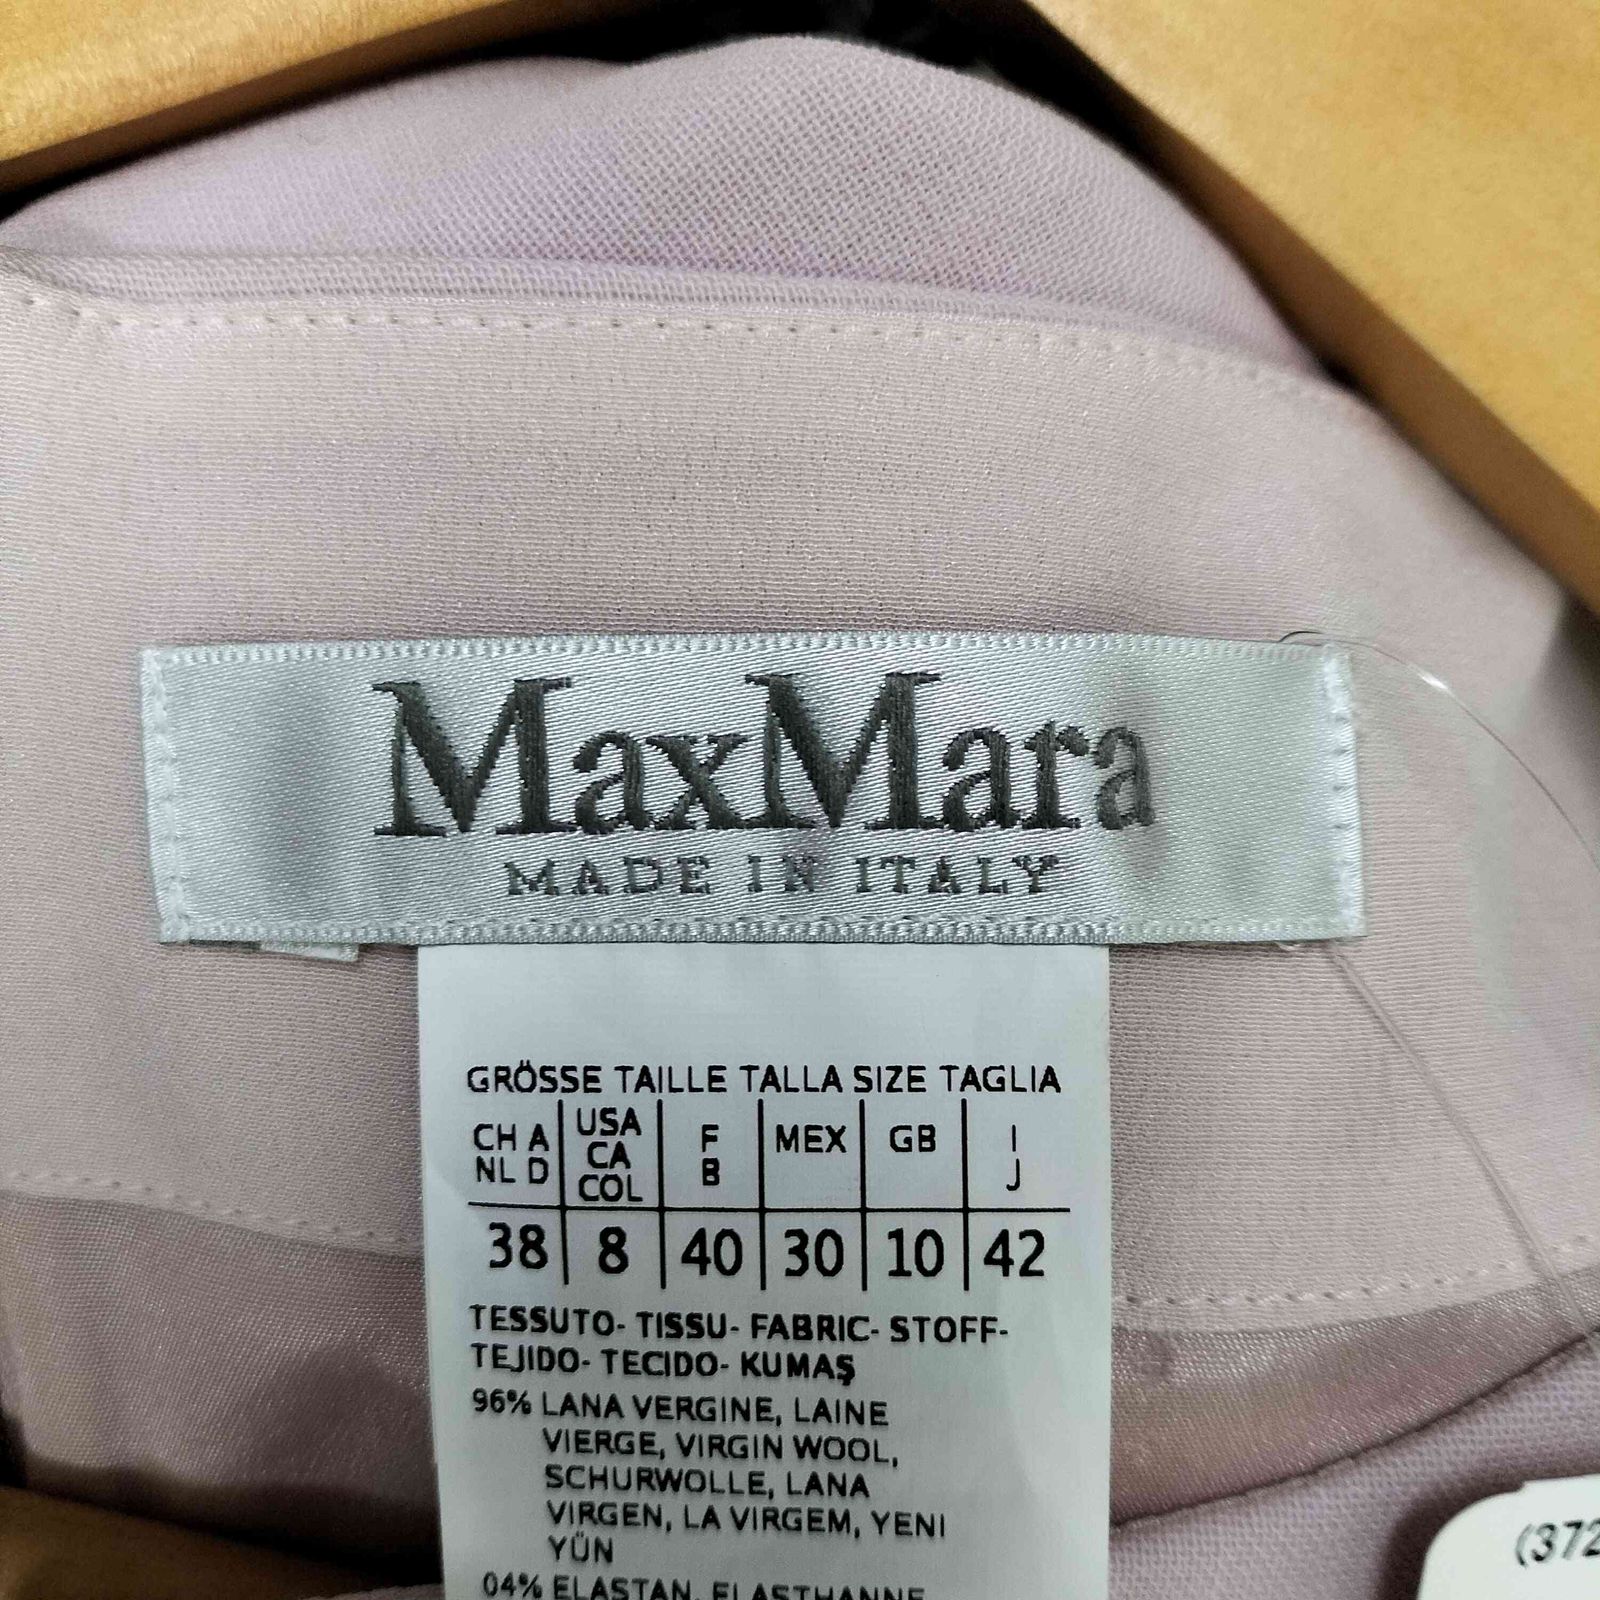 MaxMara
MADE IN ITALY
GRÖSSE TAILLE TALLA SIZE TAGLIA
CH A NL D | USA CA COL | F B | MEX | GB | I J
38 | 8 | 40 | 30 | 10 | 42
TESSUTO- TISSU- FABRIC- STOFF-
TEJIDO- TECIDO- KUMAŞ
96% LANA VERGINE, LAINE
VIERGE, VIRGIN WOOL,
SCHURWOLLE, LANA
VIRGEN, LA VIRGEM, YENI
YÜN
04% ELASTAN, ELASTHANNE
(372